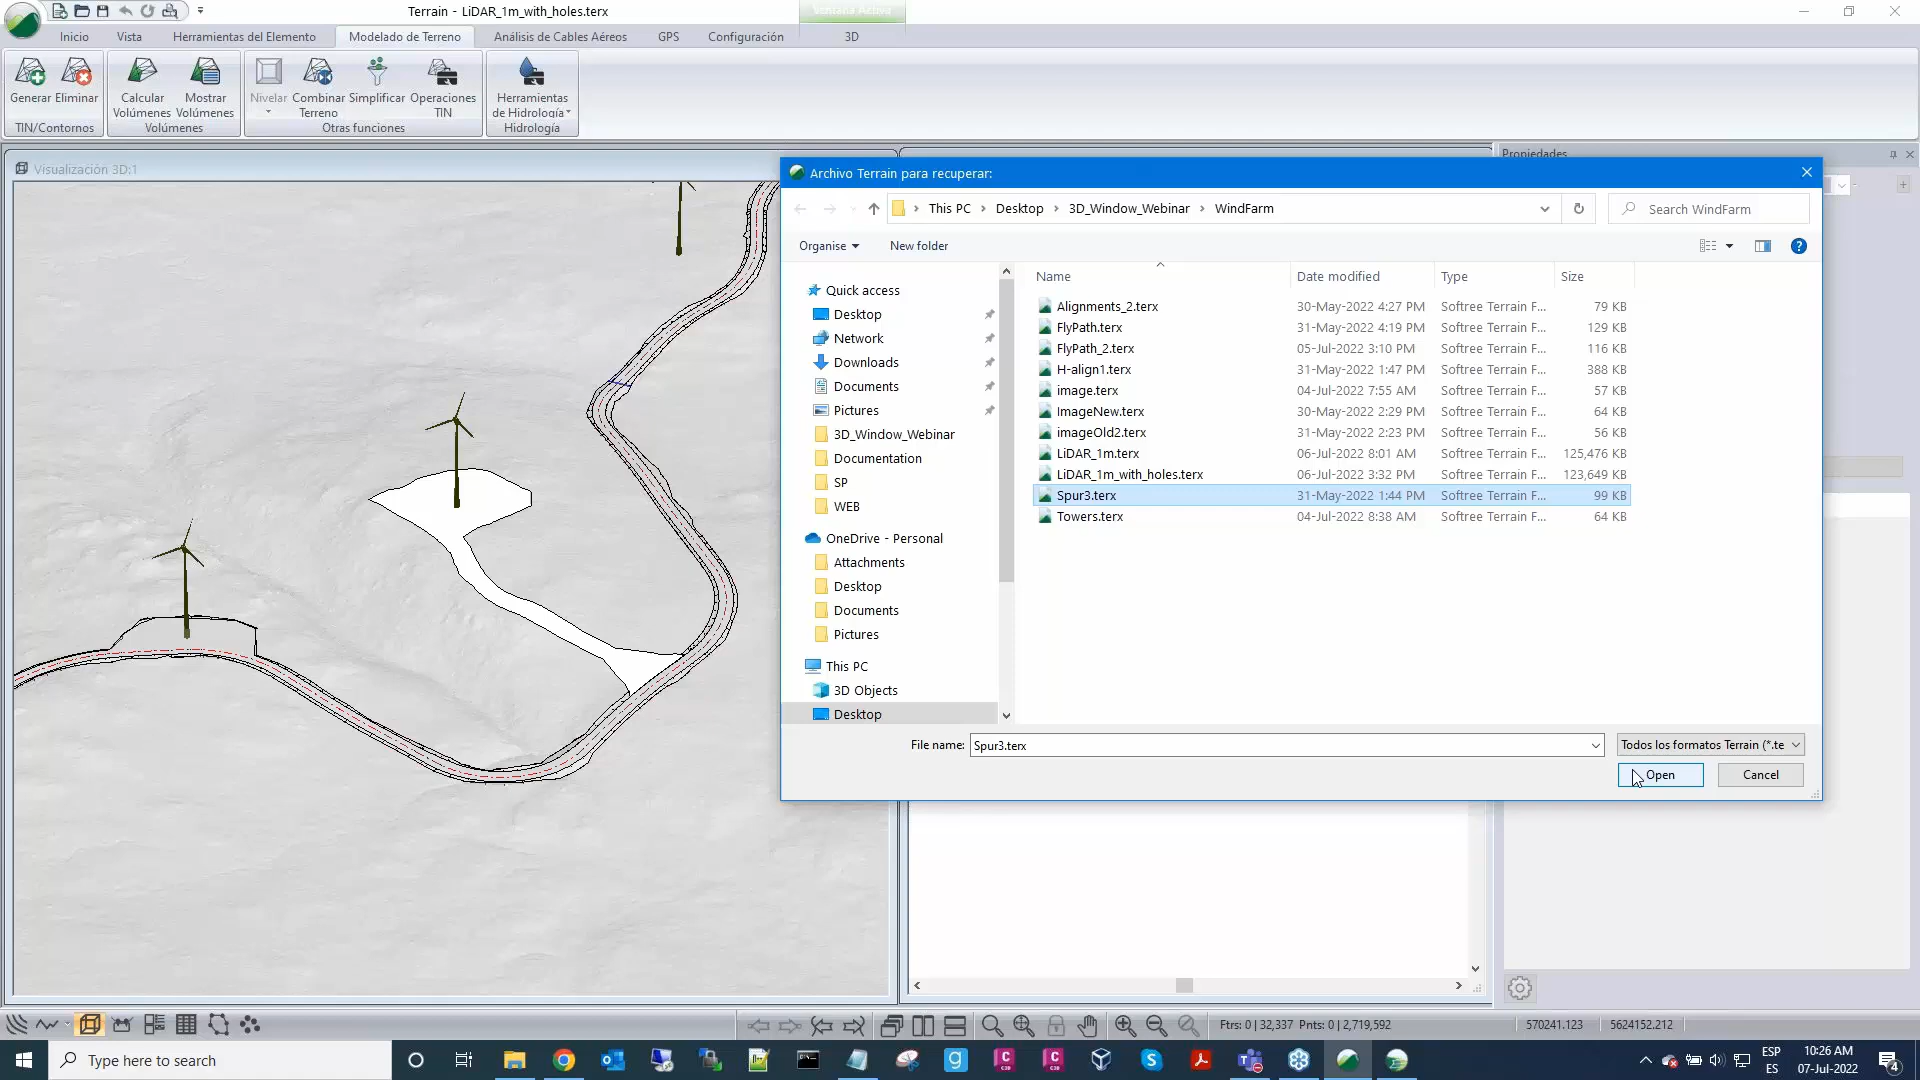 Terrain - LiDAR_1m_with_holes.terx
Ventana Activa
Inicio
Vista
Herramientas del Elemento
Modelado de Terreno
Análisis de Cables Aéreos
GPS
Configuración
3D
Generar
Eliminar
TIN/Contornos
Calcular
Volúmenes
Mostrar
Volúmenes
Volúmenes
Nivelar
Combinar
Terreno
Simplificar
Operaciones
TIN
Otras funciones
Herramientas
de Hidrología
Hidrología
Visualización 3D:1
Propiedades
Archivo Terrain para recuperar:
This PC > Desktop > 3D_Window_Webinar > WindFarm
Search WindFarm
Organise
New folder
Quick access
Desktop
Network
Downloads
Documents
Pictures
3D_Window_Webinar
Documentation
SP
WEB
OneDrive - Personal
Attachments
Desktop
Documents
Pictures
This PC
3D Objects
Desktop
Name Date modified Type Size
Alignments_2.terx 30-May-2022 4:27 PM Softree Terrain F... 79 KB
FlyPath.terx 31-May-2022 4:19 PM Softree Terrain F... 129 KB
FlyPath_2.terx 05-Jul-2022 3:10 PM Softree Terrain F... 116 KB
H-align1.terx 31-May-2022 1:47 PM Softree Terrain F... 388 KB
image.terx 04-Jul-2022 7:55 AM Softree Terrain F... 57 KB
ImageNew.terx 30-May-2022 2:29 PM Softree Terrain F... 64 KB
imageOld2.terx 31-May-2022 2:23 PM Softree Terrain F... 56 KB
LiDAR_1m.terx 06-Jul-2022 8:01 AM Softree Terrain F... 125,476 KB
LiDAR_1m_with_holes.terx 06-Jul-2022 3:32 PM Softree Terrain F... 123,649 KB
Spur3.terx 31-May-2022 1:44 PM Softree Terrain F... 99 KB
Towers.terx 04-Jul-2022 8:38 AM Softree Terrain F... 64 KB
File name: Spur3.terx
Todos los formatos Terrain (*.te
Open
Cancel
Ftrs: 0 | 32,337 Pnts: 0 | 2,719,592
570241.123
5624152.212
Type here to search
ESP
ES
10:26 AM
07-Jul-2022
4